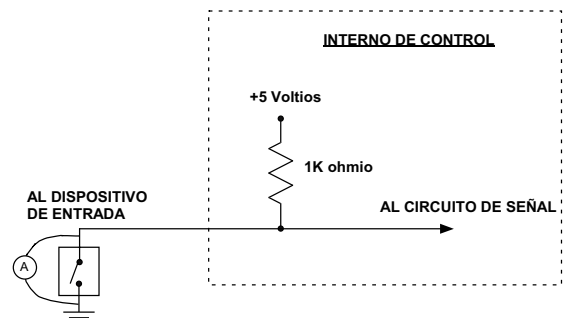 INTERNO DE CONTROL
+5 Voltios
1K ohmio
AL DISPOSITIVO
DE ENTRADA
AL CIRCUITO DE SEÑAL
A